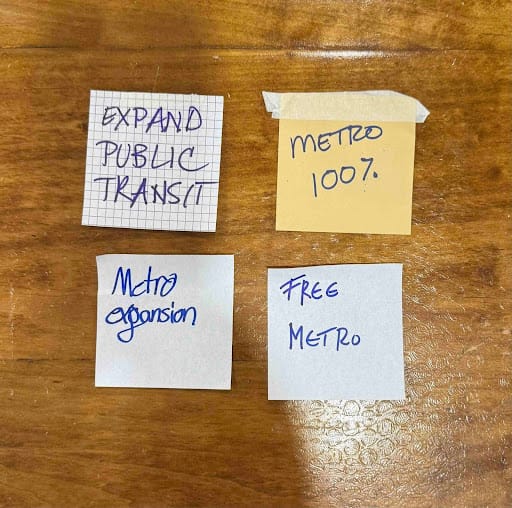 EXPAND
PUBLIC
TRANSIT
METRO
100%
Metro
expansion
FREE
METRO